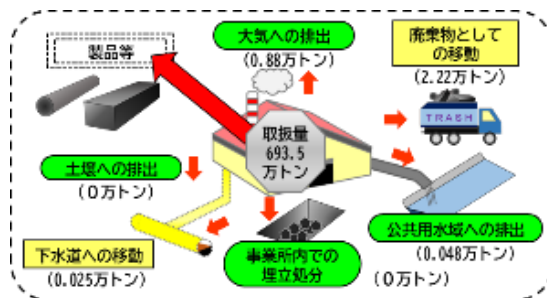 製品等
大気への排出
(0.88万トン)
廃棄物として
の移動
(2.22万トン)
TRASH
取扱量
693.5
万トン
土壌への排出
(0万トン)
下水道への移動
(0.025万トン)
事業所内での
埋立処分
(0万トン)
公共用水域への排出
(0.048万トン)